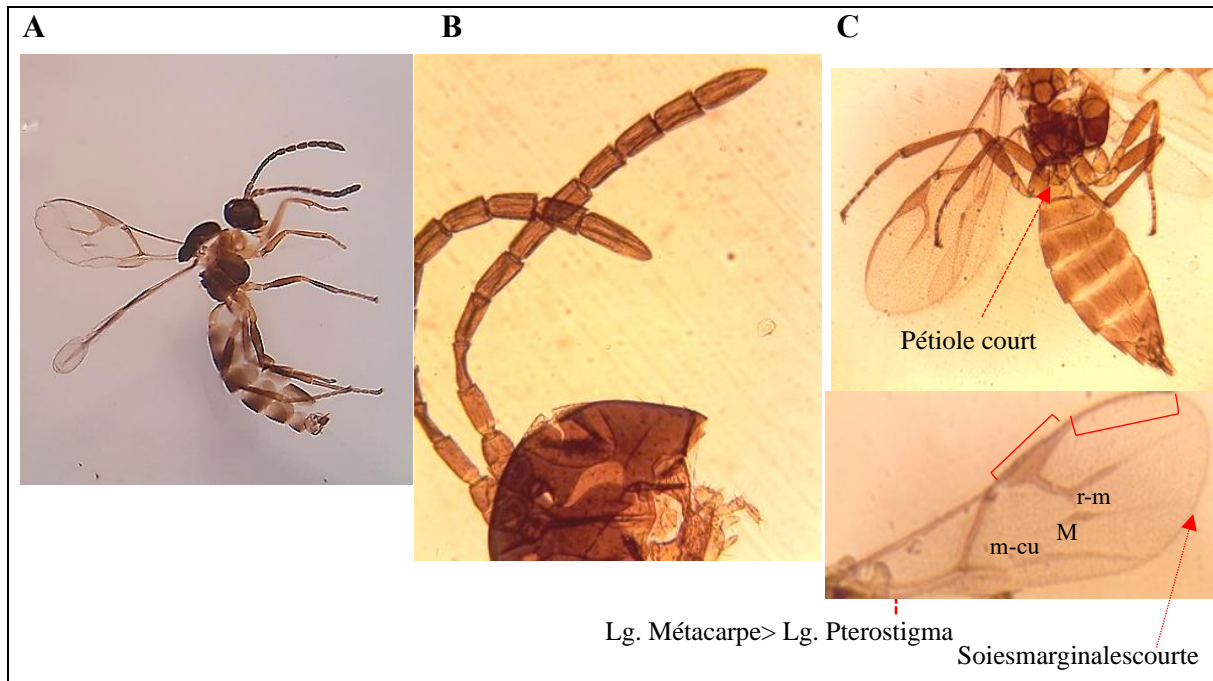 A
B
C
Pétiole court
r-m
M
m-cu
Lg. Métacarpe> Lg. Pterostigma
Soiesmarginalescourte